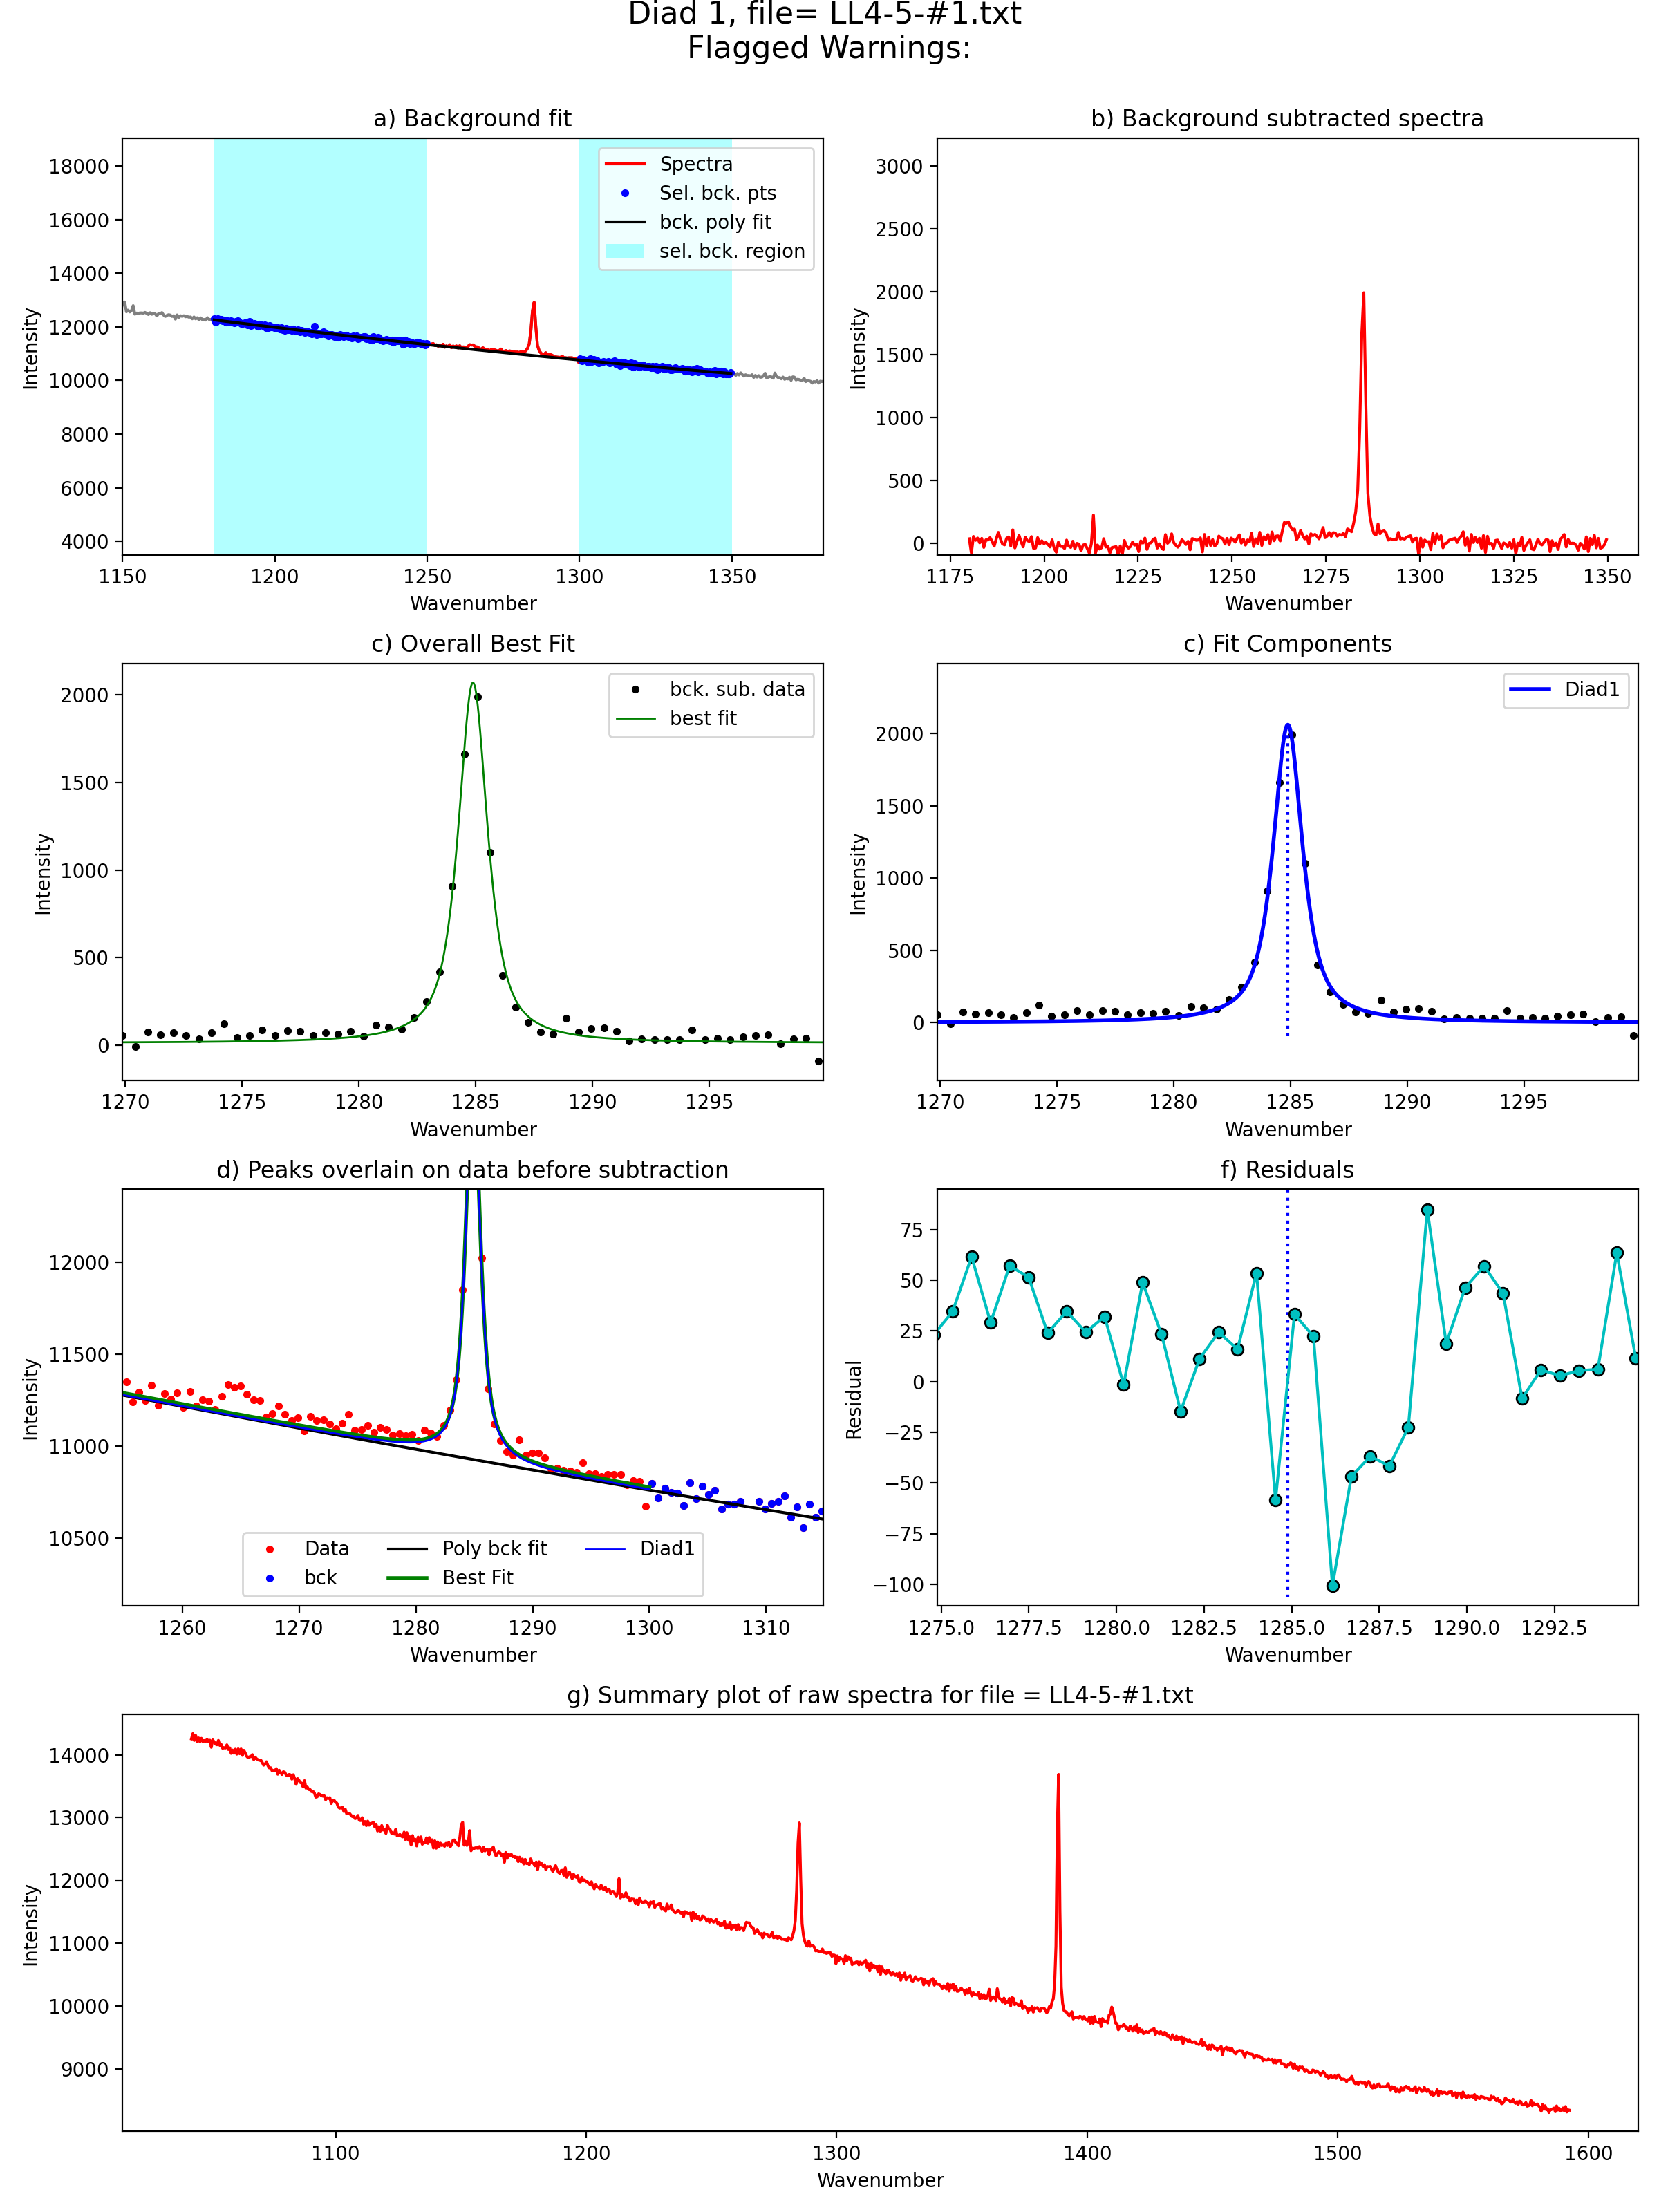 Diad 1, file= LL4-5-#1.txt
Flagged Warnings:
a) Background fit
Intensity
18000
16000
14000
12000
10000
8000
6000
4000
Spectra
Sel. bck. pts
bck. poly fit
sel. bck. region
1150 1200 1250 1300 1350
Wavenumber
b) Background subtracted spectra
Intensity
3000
2500
2000
1500
1000
500
0
1175 1200 1225 1250 1275 1300 1325 1350
Wavenumber
c) Overall Best Fit
Intensity
2000
1500
1000
500
0
bck. sub. data
best fit
1270 1275 1280 1285 1290 1295
Wavenumber
c) Fit Components
Intensity
2000
1500
1000
500
0
Diad1
1270 1275 1280 1285 1290 1295
Wavenumber
d) Peaks overlain on data before subtraction
Intensity
12000
11500
11000
10500
Data Poly bck fit Diad1
bck Best Fit
1260 1270 1280 1290 1300 1310
Wavenumber
f) Residuals
Residual
75
50
25
0
−25
−50
−75
−100
1275.0 1277.5 1280.0 1282.5 1285.0 1287.5 1290.0 1292.5
Wavenumber
g) Summary plot of raw spectra for file = LL4-5-#1.txt
Intensity
14000
13000
12000
11000
10000
9000
1100 1200 1300 1400 1500 1600
Wavenumber